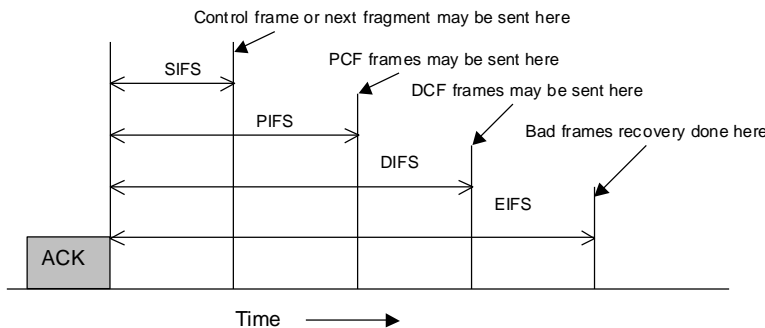 Control frame or next fragment may be sent here
PCF frames may be sent here
SIFS
DCF frames may be sent here
PIFS
Bad frames recovery done here
DIFS
EIFS
ACK
Time